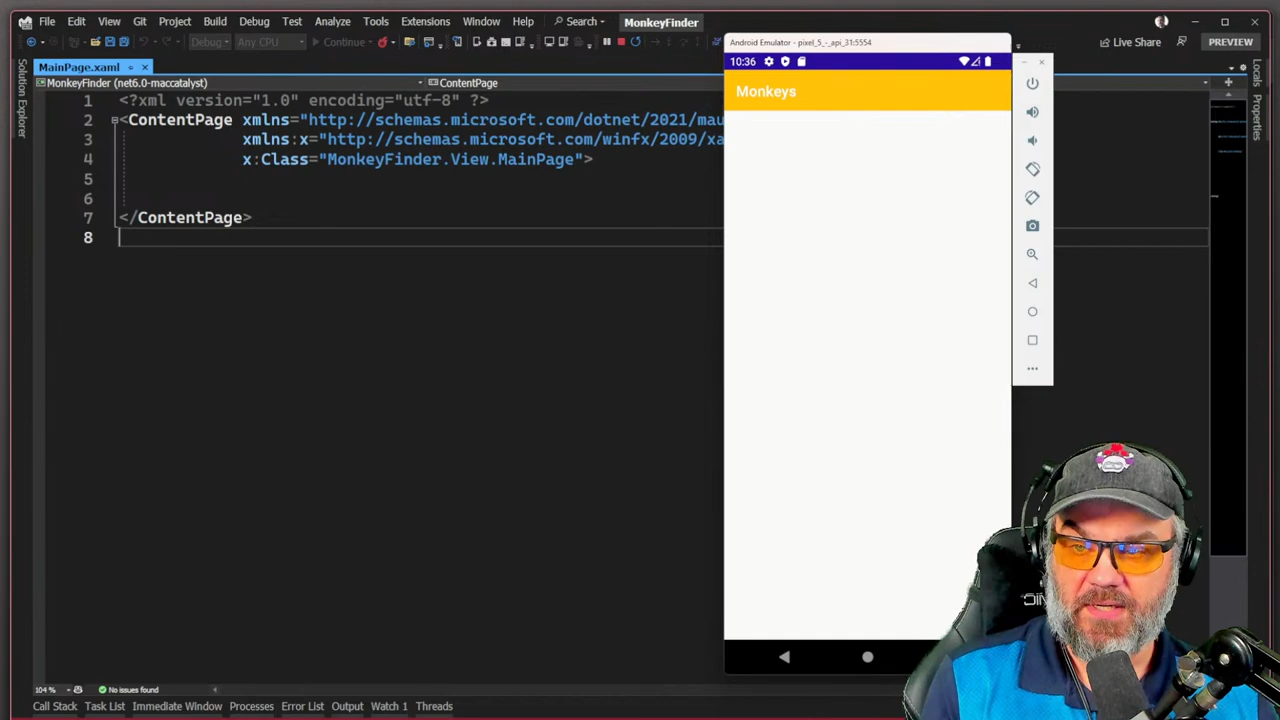 File Edit View Git Project Build Debug Test Analyze Tools Extensions Window Help Search MonkeyFinder
Debug Any CPU Continue Live Share PREVIEW
MainPage.xaml
MonkeyFinder (net6.0-maccatalyst) ContentPage
Solution Explorer
1 <?xml version="1.0" encoding="utf-8" ?>
2 <ContentPage xmlns="http://schemas.microsoft.com/dotnet/2021/mau
3 xmlns:x="http://schemas.microsoft.com/winfx/2009/xa
4 x:Class="MonkeyFinder.View.MainPage">
5
6
7 </ContentPage>
8
Android Emulator - pixel_5_-_api_31:5554
10:36
Monkeys
Locals
Properties
104 % No issues found
Call Stack Task List Immediate Window Processes Error List Output Watch 1 Threads